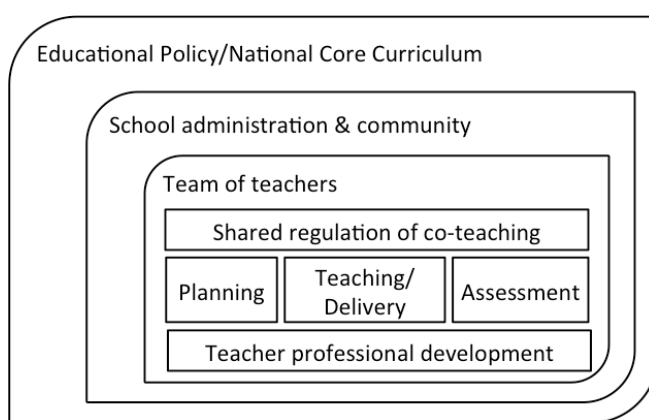 Educational Policy/National Core Curriculum
School administration & community
Team of teachers
Shared regulation of co-teaching
Planning
Teaching/
Delivery
Assessment
Teacher professional development